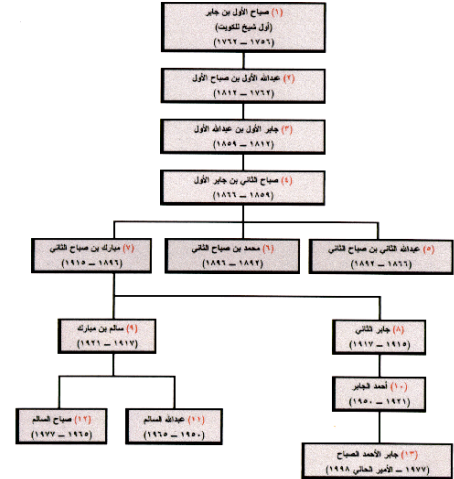 (١) صباح الأول بن جابر
(أول شيخ للكويت)
(١٧٥٦ – ١٧٦٢)
(٢) عبدالله الأول بن صباح الأول
(١٧٦٢ – ١٨١٢)
(٣) جابر الأول بن عبدالله الأول
(١٨١٢ – ١٨٥٩)
(٤) صباح الثاني بن جابر الأول
(١٨٥٩ – ١٨٦٦)
(٥) عبدالله الثاني بن صباح الثاني
(١٨٦٦ – ١٨٩٢)
(٦) محمد بن صباح الثاني
(١٨٩٢ – ١٨٩٦)
(٧) مبارك بن صباح الثاني
(١٨٩٦ – ١٩١٥)
(٨) جابر الثاني
(١٩١٥ – ١٩١٧)
(٩) سالم بن مبارك
(١٩١٧ – ١٩٢١)
(١٠) أحمد الجابر
(١٩٢١ – ١٩٥٠)
(١١) عبدالله السالم
(١٩٥٠ – ١٩٦٥)
(١٢) صباح السالم
(١٩٦٥ – ١٩٧٧)
(١٣) جابر الأحمد الصباح
(١٩٧٧ – الأمير الحالي ١٩٩٨)